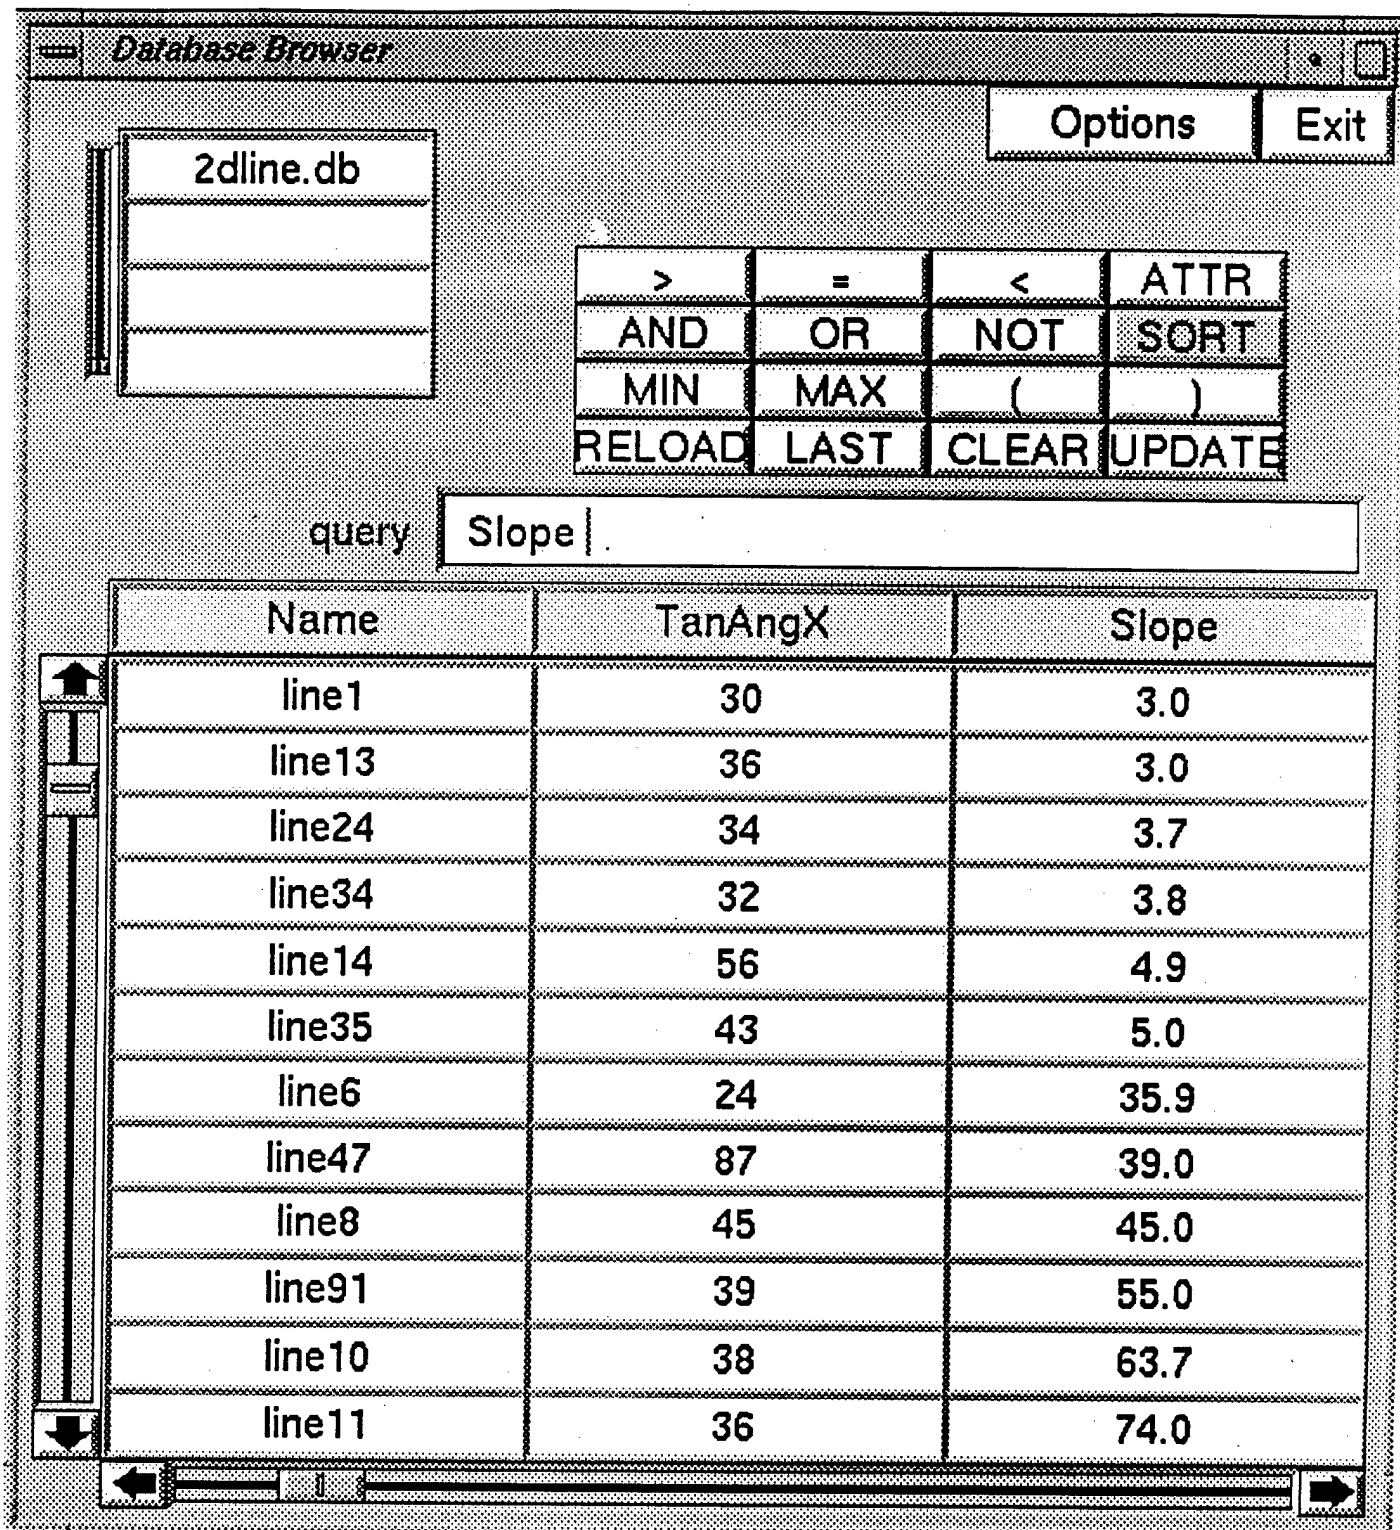 Database Browser
Options Exit
2dline.db
> = < ATTR
AND OR NOT SORT
MIN MAX ( )
RELOAD LAST CLEAR UPDATE
query Slope
Name TanAngX Slope
line1 30 3.0
line13 36 3.0
line24 34 3.7
line34 32 3.8
line14 56 4.9
line35 43 5.0
line6 24 35.9
line47 87 39.0
line8 45 45.0
line91 39 55.0
line10 38 63.7
line11 36 74.0